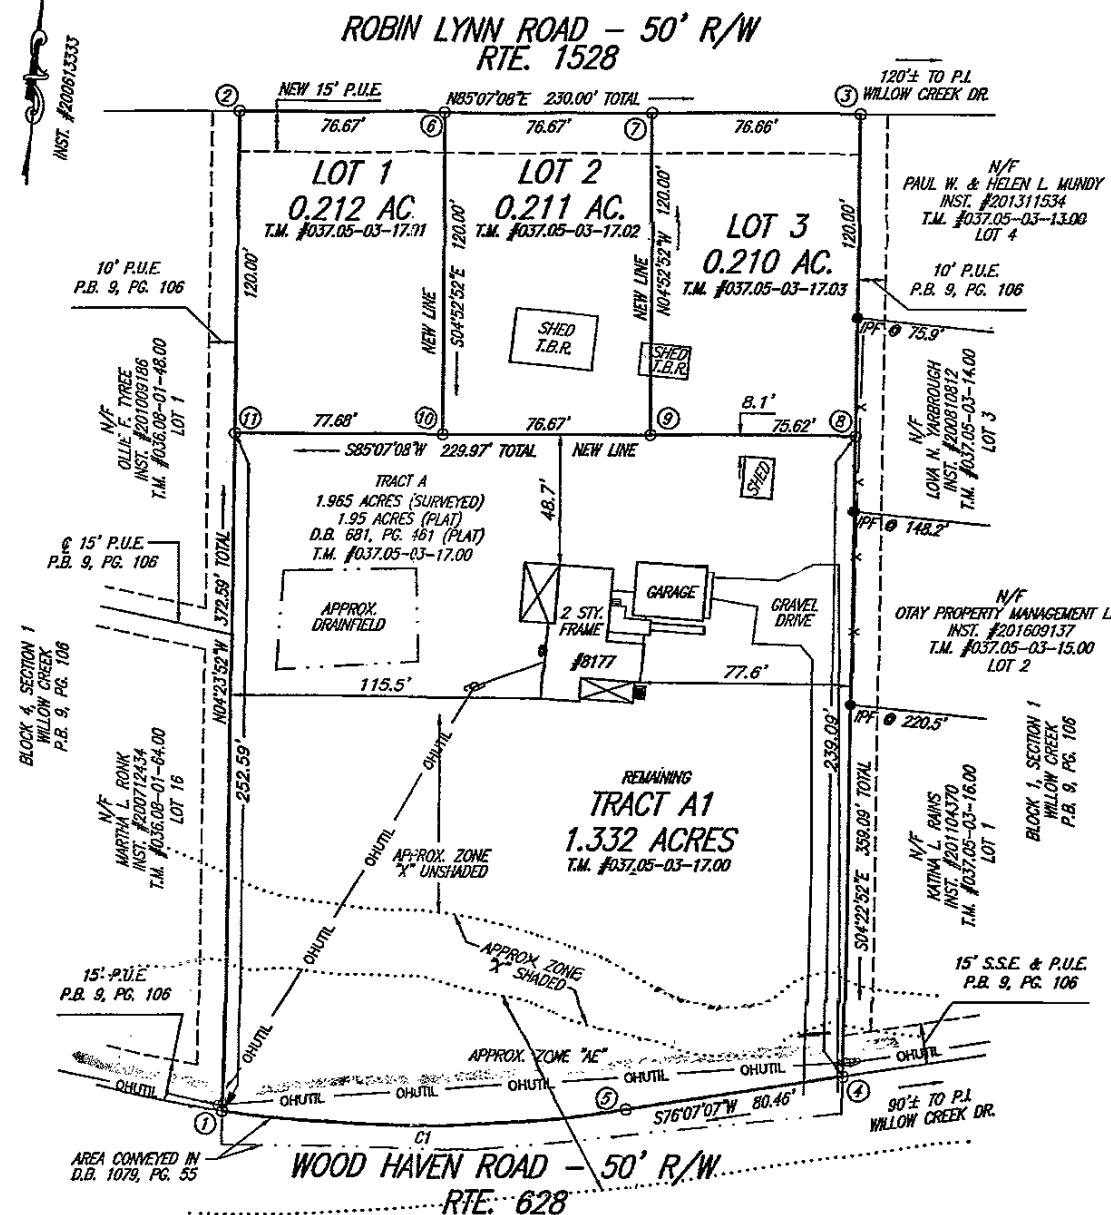 ROBIN LYNN ROAD - 50' R/W
RTE. 1528
INST. #200613333
120'± TO P.I.
WILLOW CREEK DR.
2
NEW 15' P.U.E.
N85°07'08"E 230.00' TOTAL
3
76.67'
6
76.67'
7
76.66'
LOT 1
0.212 AC.
T.M. #037.05-03-17.01
LOT 2
0.211 AC.
T.M. #037.05-03-17.02
LOT 3
0.210 AC.
T.M. #037.05-03-17.03
N/F
PAUL W. & HELEN L. MUNDY
INST. #201311534
T.M. #037.05-03-13.00
LOT 4
120.00'
NEW LINE
S04°52'52"E 120.00'
NEW LINE
N04°52'52"W 120.00'
120.00'
10' P.U.E.
P.B. 9, PG. 106
10' P.U.E.
P.B. 9, PG. 106
SHED
T.B.R.
SHED
T.B.R.
IPF @ 75.9'
N/F
OLLIE F. TYREE
INST. #201009186
T.M. #036.08-01-48.00
LOT 1
N/F
LOVA N. YARBROUGH
INST. #200810812
T.M. #037.05-03-14.00
LOT 3
11
77.68'
10
76.67'
9
8.1'
75.62'
8
S85°07'08"W 229.97' TOTAL NEW LINE
SHED
TRACT A
1.965 ACRES (SURVEYED)
1.95 ACRES (PLAT)
D.B. 681, PG. 461 (PLAT)
T.M. #037.05-03-17.00
48.7'
IPF @ 148.2'
℄ 15' P.U.E.
P.B. 9, PG. 106
N04°23'52"W 372.59' TOTAL
APPROX.
DRAINFIELD
2 STY.
FRAME
#8177
GARAGE
GRAVEL
DRIVE
N/F
OTAY PROPERTY MANAGEMENT L
INST. #201609137
T.M. #037.05-03-15.00
LOT 2
BLOCK 4, SECTION 1
WILLOW CREEK
P.B. 9, PG. 106
115.5'
77.6'
IPF @ 220.5'
BLOCK 1, SECTION 1
WILLOW CREEK
P.B. 9, PG. 106
252.59'
239.09'
OHUTIL
OHUTIL
OHUTIL
OHUTIL
REMAINING
TRACT A1
1.332 ACRES
T.M. #037.05-03-17.00
N/F
MARTHA L. RONK
INST. #200712434
T.M. #036.08-01-64.00
LOT 16
APPROX. ZONE
"X" UNSHADED
S04°22'52"E 359.09' TOTAL
N/F
KATINA L. RAIMS
INST. #201104370
T.M. #037.05-03-16.00
LOT 1
APPROX. ZONE
"X" SHADED
15' P.U.E.
P.B. 9, PG. 106
15' S.S.E. & P.U.E.
P.B. 9, PG. 106
APPROX. ZONE "AE"
OHUTIL
OHUTIL
OHUTIL
OHUTIL
OHUTIL
OHUTIL
OHUTIL
1
5
S76°07'07"W 80.46'
4
90'± TO P.I.
WILLOW CREEK DR.
C1
AREA CONVEYED IN
D.B. 1079, PG. 55
WOOD HAVEN ROAD - 50' R/W
RTE. 628